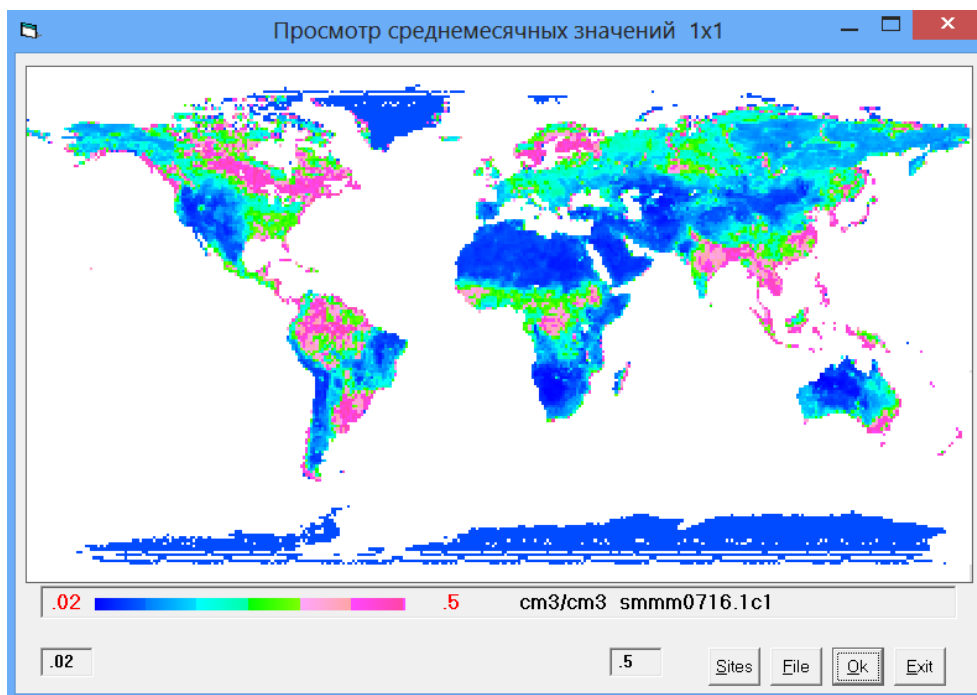 Просмотр среднемесячных значений 1x1
.02 .5 cm3/cm3 smmm0716.1c1
.02 .5 Sites File Ok Exit